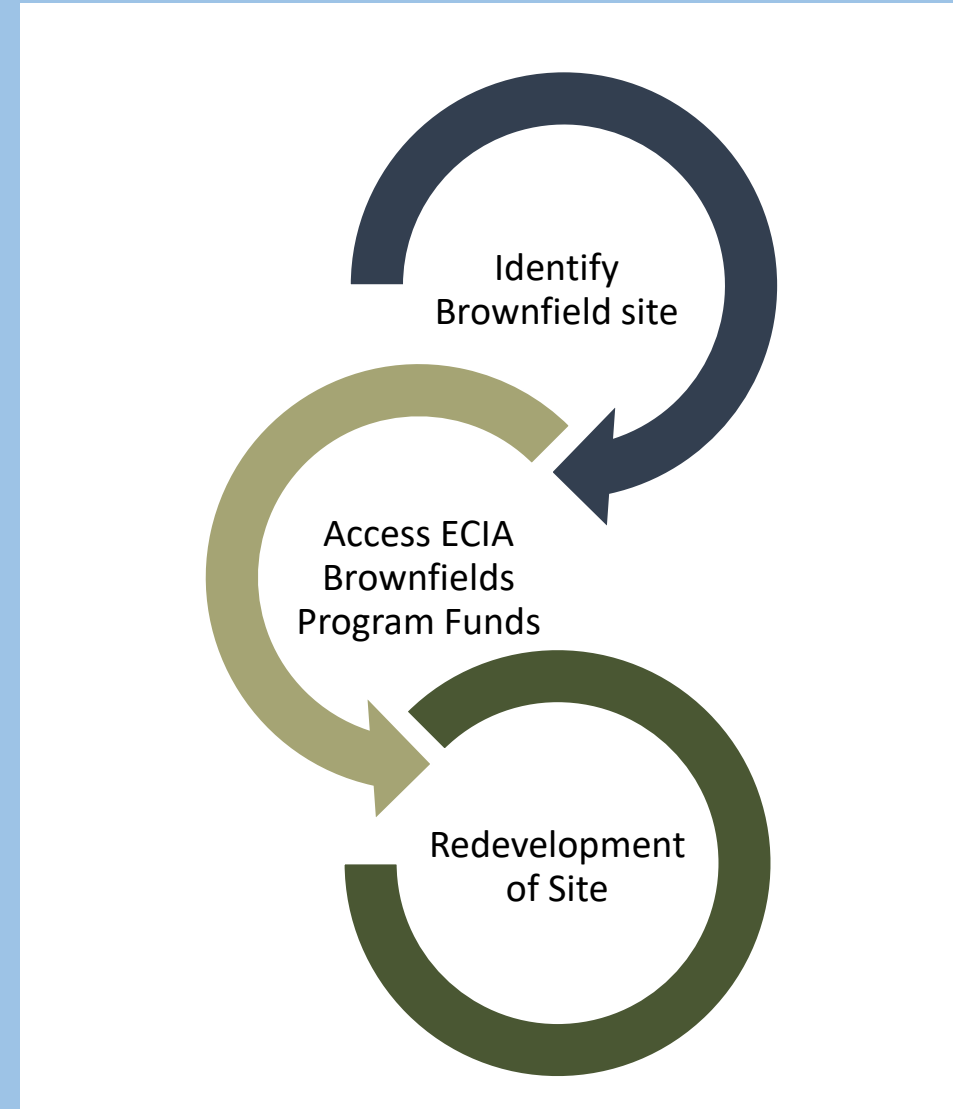 Identify
Brownfield site
Access ECIA
Brownfields
Program Funds
Redevelopment
of Site